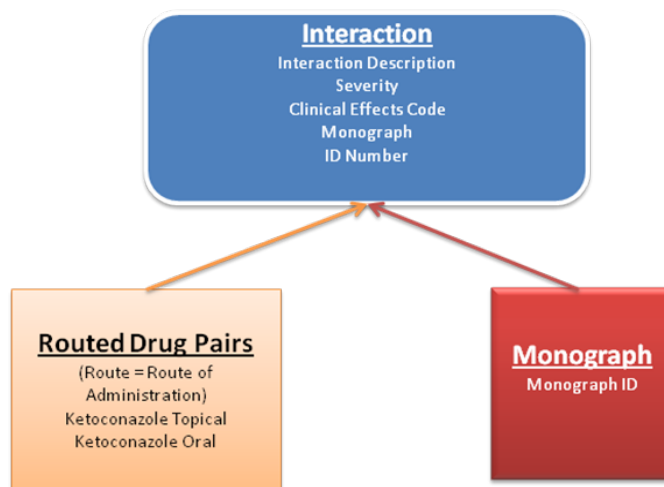 Interaction
Interaction Description
Severity
Clinical Effects Code
Monograph
ID Number
Routed Drug Pairs
(Route = Route of
Administration)
Ketoconazole Topical
Ketoconazole Oral
Monograph
Monograph ID